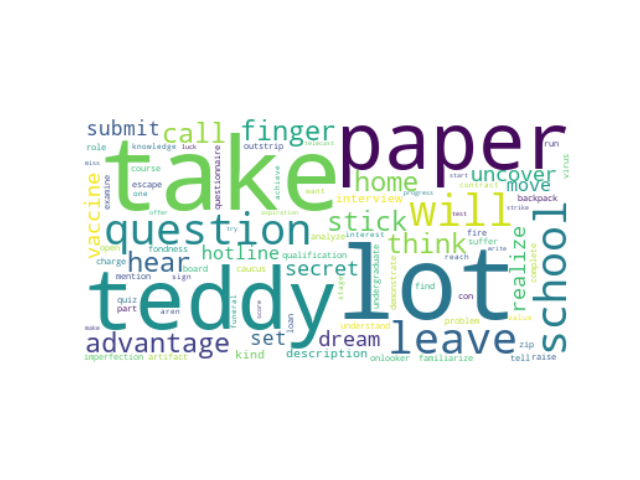 submit
call
finger
paper
role
knowledge
luck
outstrip
telecast
run
miss
take
examine
escape
course
questionnaire
achieve
want
home
start
contract
uncover
move
virus
vaccine
offer
expiration
interview
progress
will
test
strike
backpack
question
try
stick
fire
open
fondness
hear
hotline
analyze
interest
think
suffer
realize
complete
school
charge
board
mention
sign
caucus
qualification
secret
stage
undergraduate
demonstrate
find
reach
con
write
quiz
part
one
artifact
aren
funeral
score
loan
teddy
lot
problem
value
make
advantage
set
understand
dream
leave
zip
imperfection
kind
description
onlooker
familiarize
tell
raise